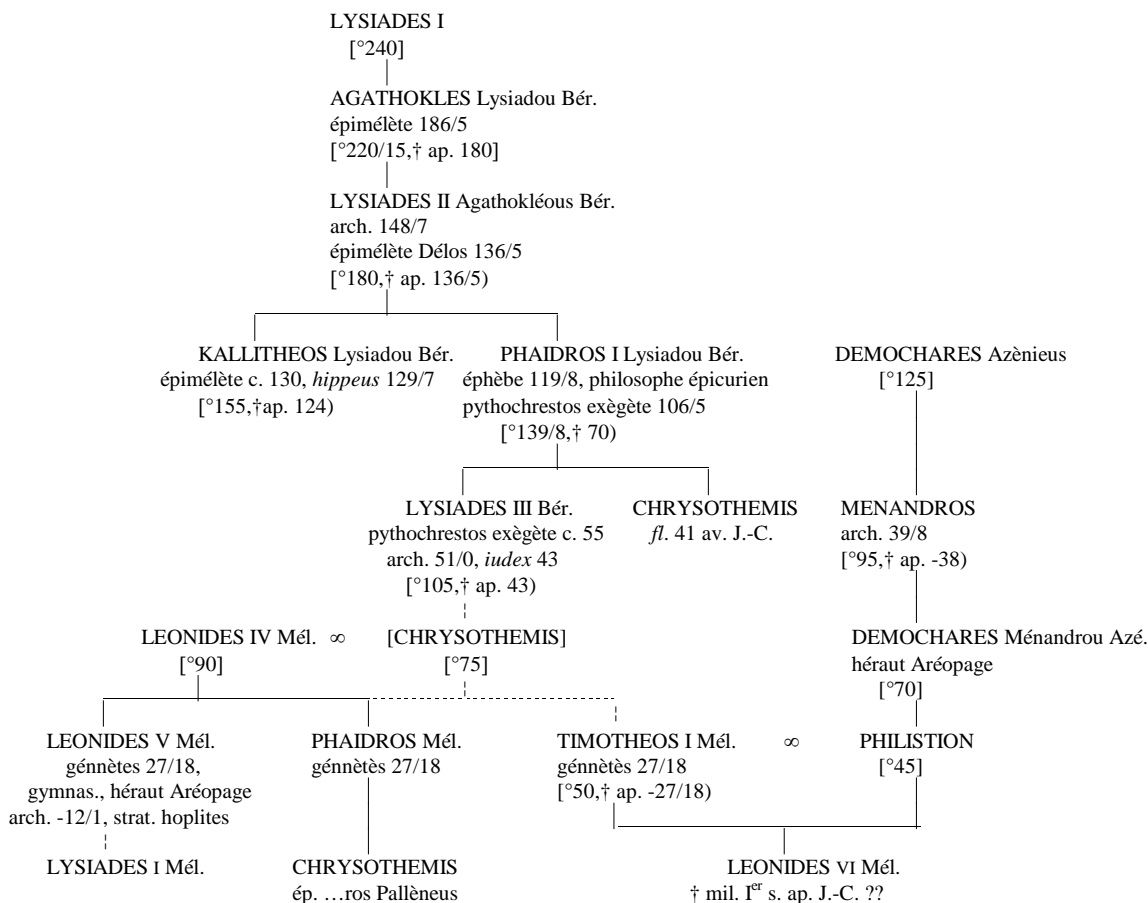 LYSIADES I
[°240]
AGATHOKLES Lysiadou Bér.
épimélète 186/5
[°220/15,† ap. 180]
LYSIADES II Agathokléous Bér.
arch. 148/7
épimélète Délos 136/5
[°180,† ap. 136/5)
KALLITHEOS Lysiadou Bér.
épimélète c. 130, hippeus 129/7
[°155,†ap. 124)
PHAIDROS I Lysiadou Bér.
éphèbe 119/8, philosophe épicurien
pythochrestos exègète 106/5
[°139/8,† 70)
DEMOCHARES Azènieus
[°125]
LYSIADES III Bér.
pythochrestos exègète c. 55
arch. 51/0, iudex 43
[°105,† ap. 43)
CHRYSOTHEMIS
fl. 41 av. J.-C.
MENANDROS
arch. 39/8
[°95,† ap. -38)
LEONIDES IV Mél. ∞ [CHRYSOTHEMIS]
[°90] [°75]
DEMOCHARES Ménandrou Azé.
héraut Aréopage
[°70]
LEONIDES V Mél.
génnètes 27/18,
gymnas., héraut Aréopage
arch. -12/1, strat. hoplites
PHAIDROS Mél.
génnètès 27/18
TIMOTHEOS I Mél. ∞ PHILISTION
génnètès 27/18 [°45]
[°50,† ap. -27/18)
LYSIADES I Mél.
CHRYSOTHEMIS
ép. …ros Pallèneus
LEONIDES VI Mél.
† mil. Ier s. ap. J.-C. ??